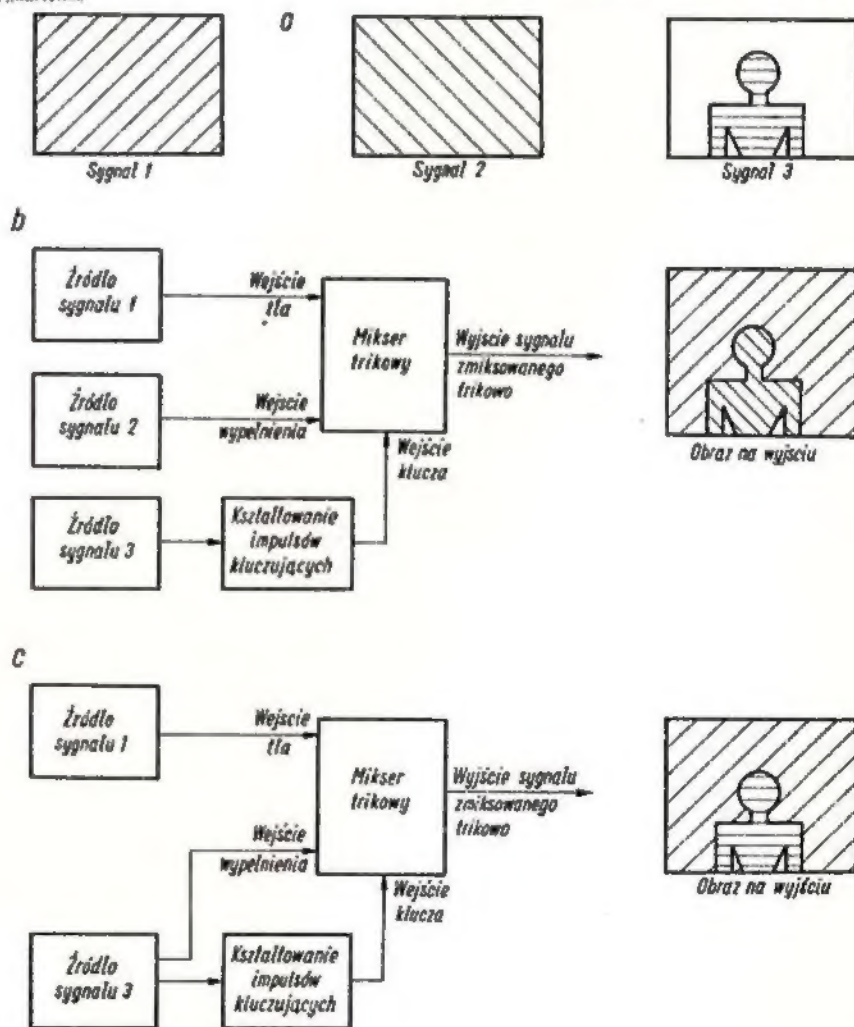 a
Sygnał 1
Sygnał 2
Sygnał 3
b
Źródło
sygnału 1
Wejście
tła
Mikser
trikowy
Wyjście sygnału
zmiksowanego
trikowo
Źródło
sygnału 2
Wejście
wypełnienia
Wejście
klucza
Źródło
sygnału 3
Kształtowanie
impulsów
kluczujących
Obraz na wyjściu
c
Źródło
sygnału 1
Wejście
tła
Mikser
trikowy
Wyjście sygnału
zmiksowanego
trikowo
Wejście
wypełnienia
Wejście
klucza
Źródło
sygnału 3
Kształtowanie
impulsów
kluczujących
Obraz na wyjściu